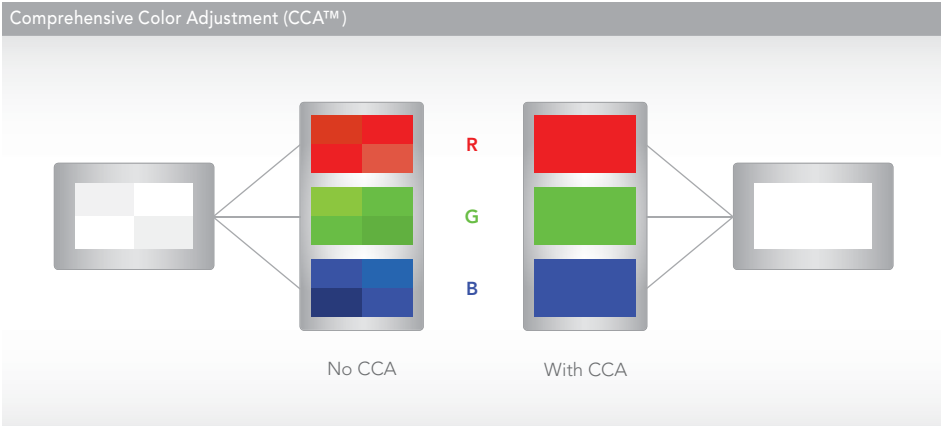 Comprehensive Color Adjustment (CCA™)
R
G
B
No CCA
With CCA